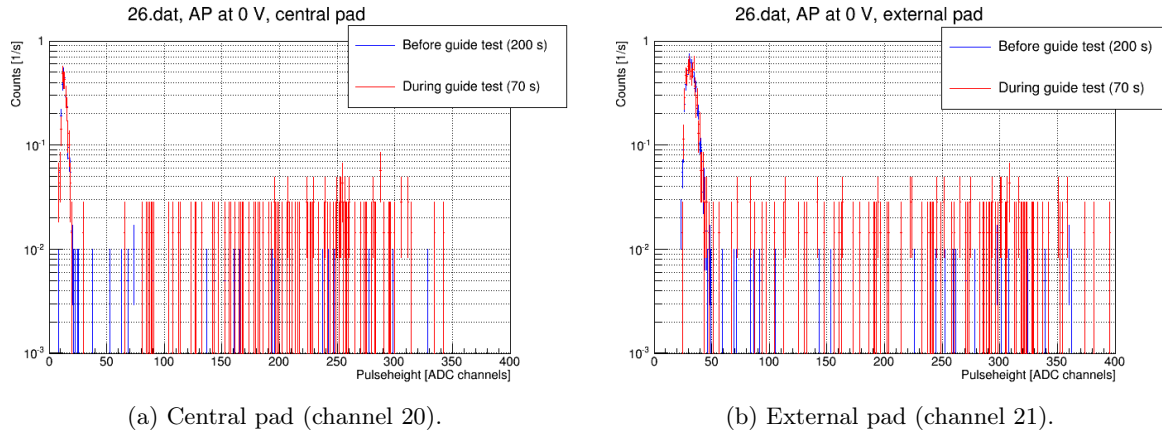 26.dat, AP at 0 V, central pad
Before guide test (200 s)
During guide test (70 s)
Counts [1/s]
1
10-1
10-2
10-3
0 50 100 150 200 250 300 350 400
Pulseheight [ADC channels]
(a) Central pad (channel 20).
26.dat, AP at 0 V, external pad
Before guide test (200 s)
During guide test (70 s)
Counts [1/s]
1
10-1
10-2
10-3
0 50 100 150 200 250 300 350 400
Pulseheight [ADC channels]
(b) External pad (channel 21).